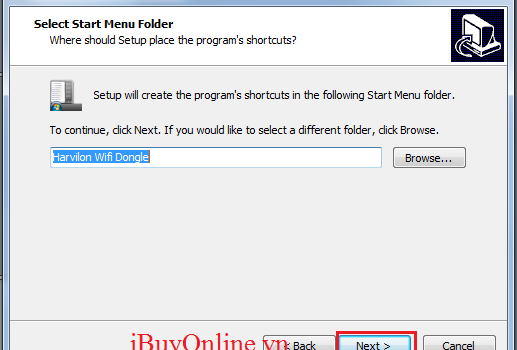 Select Start Menu Folder
Where should Setup place the program's shortcuts?
Setup will create the program's shortcuts in the following Start Menu folder.
To continue, click Next. If you would like to select a different folder, click Browse.
Harvilon Wifi Dongle
Browse...
iBuyOnline.vn
< Back
Next >
Cancel